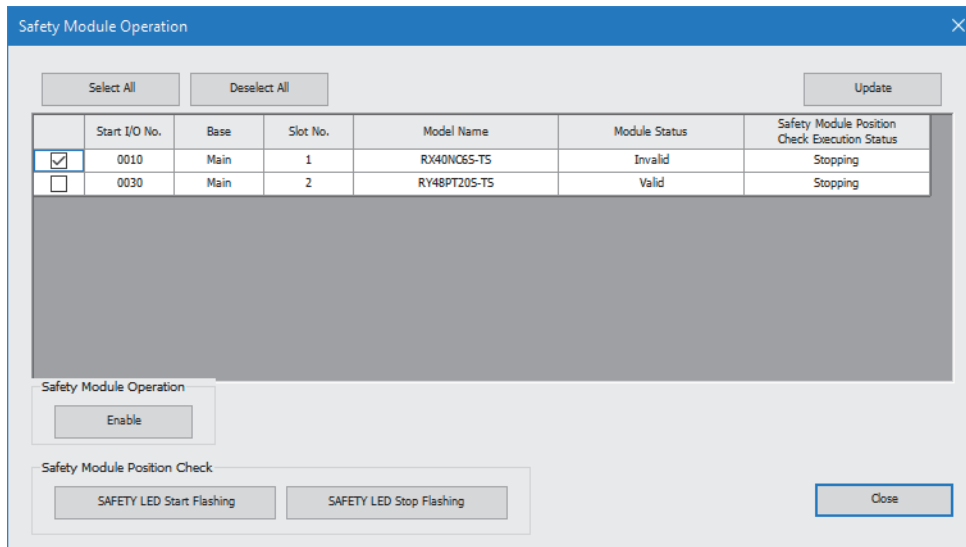 Safety Module Operation
Select All Deselect All Update
Start I/O No. Base Slot No. Model Name Module Status Safety Module Position Check Execution Status
0010 Main 1 RX40NC6S-TS Invalid Stopping
0030 Main 2 RY48PT20S-TS Valid Stopping
Safety Module Operation
Enable
Safety Module Position Check
SAFETY LED Start Flashing SAFETY LED Stop Flashing Close